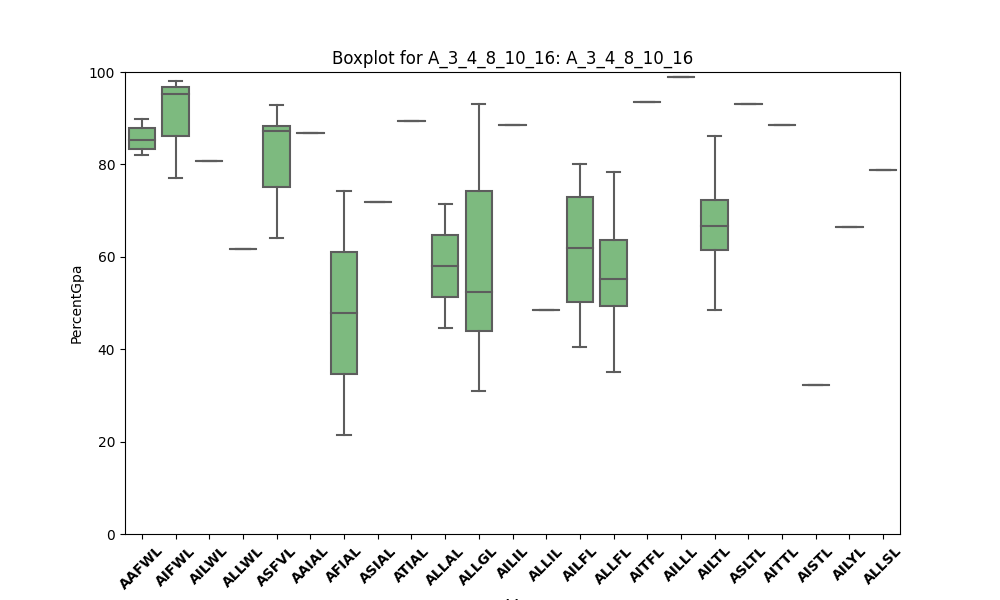 Boxplot for A_3_4_8_10_16: A_3_4_8_10_16
PercentGpa
100
80
60
40
20
0
AAFWL
AIFWL
AILWL
ALLWL
ASFVL
AAIAL
AFIAL
ASIAL
ATIAL
ALLAL
ALLGL
AILIL
ALLIL
AILFL
ALLFL
AITFL
AILLL
AILTL
ASLTL
AITTL
AISTL
AILYL
ALLSL